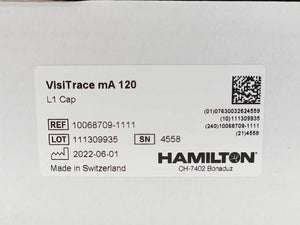 VisiTrace mA 120
L1 Cap
(01)07630032624559
(10)111309935
(240)10068709-1111
(21)4558
REF 10068709-1111
LOT 111309935 SN 4558
2022-06-01
Made in Switzerland
HAMILTON
CH-7402 Bonaduz